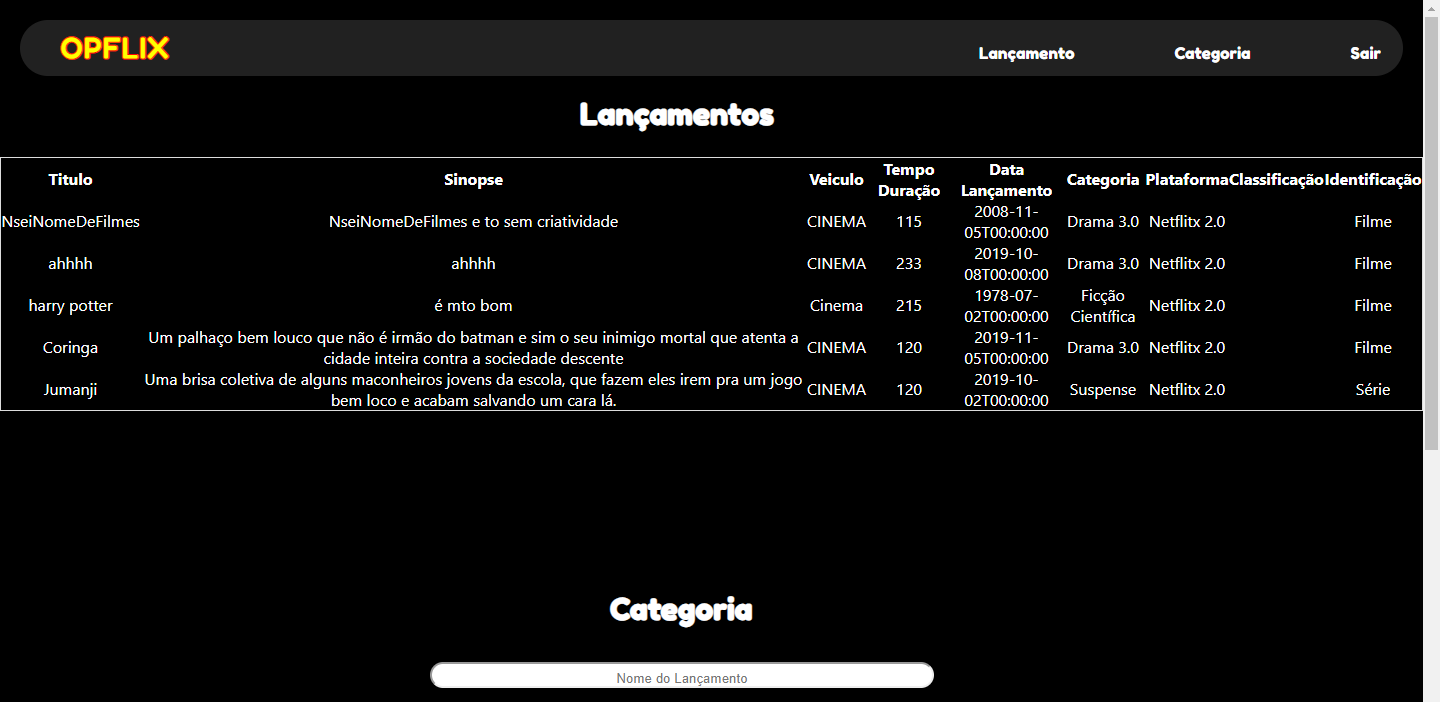 OPFLIX
Lançamento Categoria Sair
Lançamentos
Titulo Sinopse Veiculo Tempo Duração Data Lançamento Categoria Plataforma Classificação Identificação
NseiNomeDeFilmes NseiNomeDeFilmes e to sem criatividade CINEMA 115 2008-11-05T00:00:00 Drama 3.0 Netflitx 2.0 Filme
ahhhh ahhhh CINEMA 233 2019-10-08T00:00:00 Drama 3.0 Netflitx 2.0 Filme
harry potter é mto bom Cinema 215 1978-07-02T00:00:00 Ficção Científica Netflitx 2.0 Filme
Coringa Um palhaço bem louco que não é irmão do batman e sim o seu inimigo mortal que atenta a cidade inteira contra a sociedade descente CINEMA 120 2019-11-05T00:00:00 Drama 3.0 Netflitx 2.0 Filme
Jumanji Uma brisa coletiva de alguns maconheiros jovens da escola, que fazem eles irem pra um jogo bem loco e acabam salvando um cara lá. CINEMA 120 2019-10-02T00:00:00 Suspense Netflitx 2.0 Série
Categoria
Nome do Lançamento